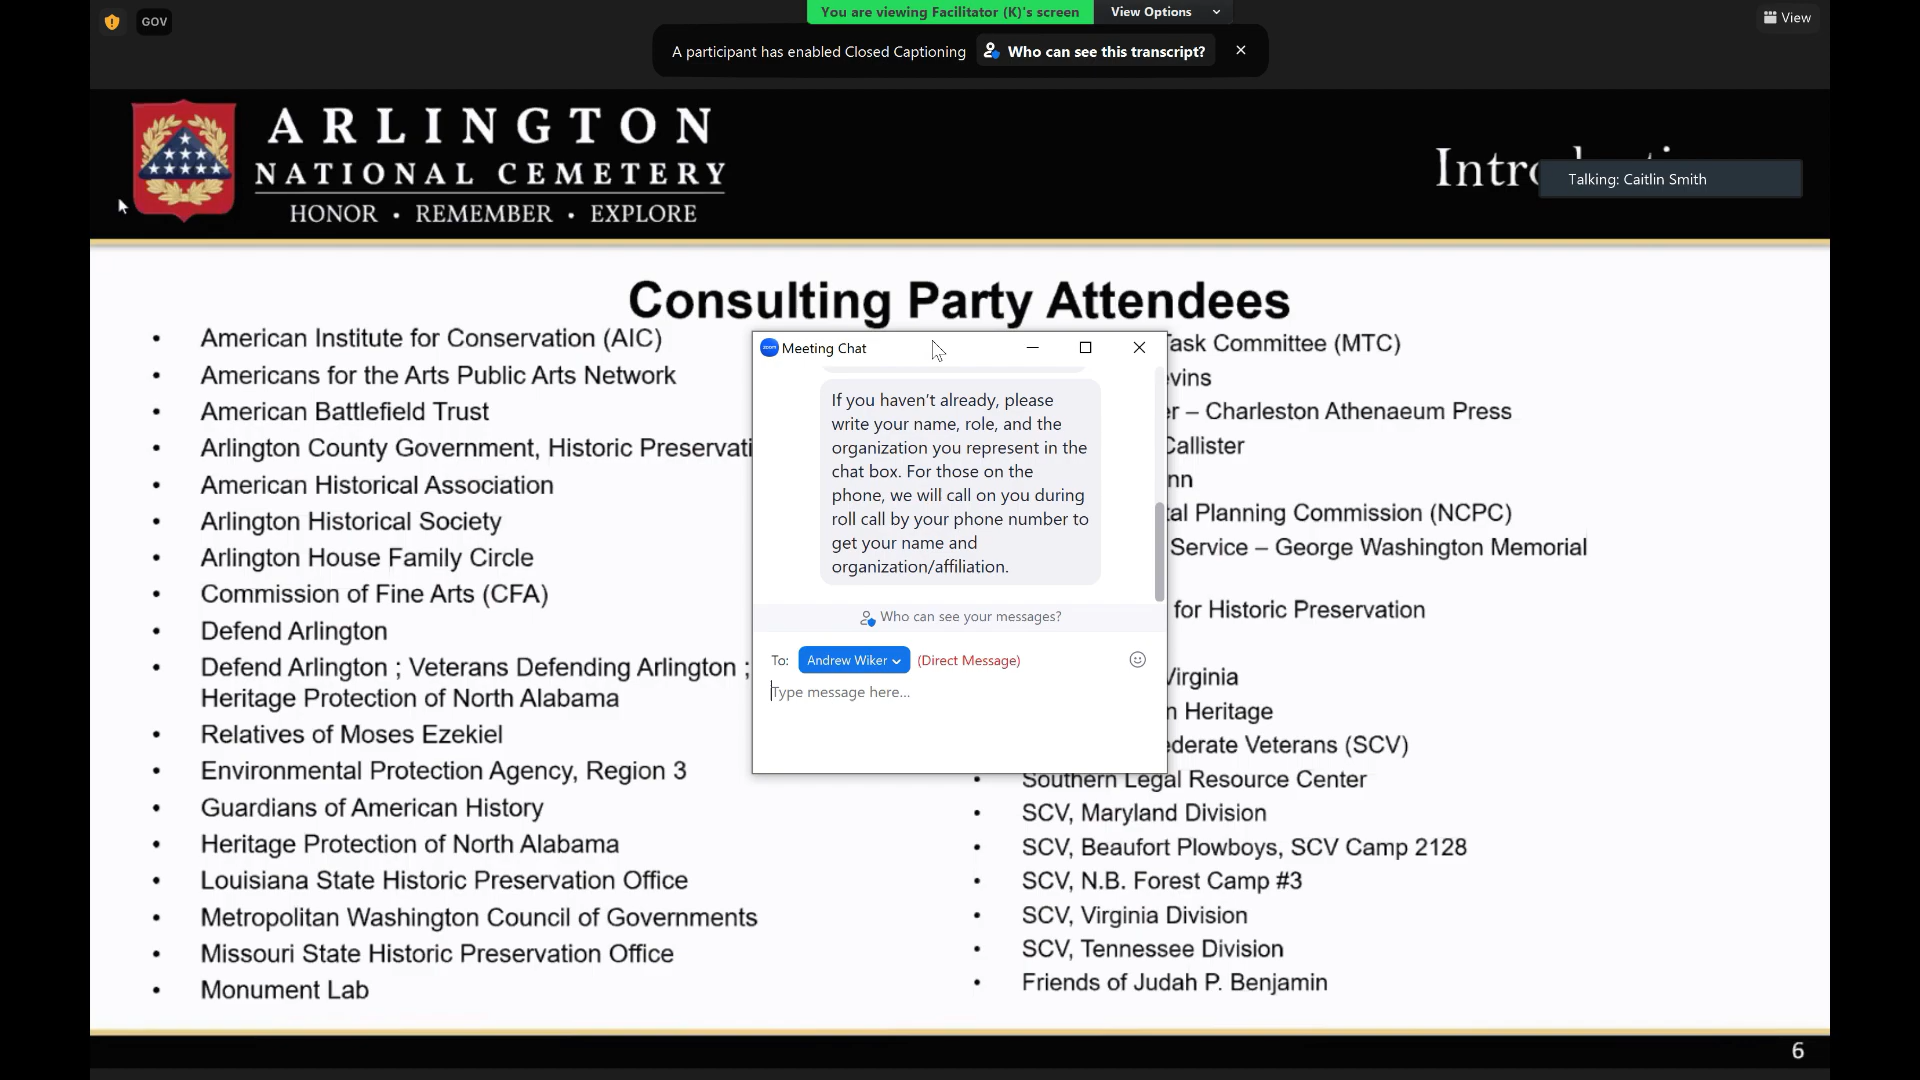 GOV
You are viewing Facilitator (K)'s screen
View Options
View
A participant has enabled Closed Captioning
Who can see this transcript?
ARLINGTON
NATIONAL CEMETERY
HONOR • REMEMBER • EXPLORE
Talking: Caitlin Smith
Consulting Party Attendees
• American Institute for Conservation (AIC)
• Americans for the Arts Public Arts Network
• American Battlefield Trust
• Arlington County Government, Historic
• American Historical Association
• Arlington Historical Society
• Arlington House Family Circle
• Commission of Fine Arts (CFA)
• Defend Arlington
• Defend Arlington ; Veterans Defending Arlington ;
Heritage Protection of North Alabama
• Relatives of Moses Ezekiel
• Environmental Protection Agency, Region 3
• Guardians of American History
• Heritage Protection of North Alabama
• Louisiana State Historic Preservation Office
• Metropolitan Washington Council of Governments
• Missouri State Historic Preservation Office
• Monument Lab
zoom
Meeting Chat
If you haven't already, please
write your name, role, and the
organization you represent in the
chat box. For those on the
phone, we will call on you during
roll call by your phone number to
get your name and
organization/affiliation.
Who can see your messages?
To: Andrew Wiker (Direct Message)
Type message here...
Committee (MTC)
– Charleston Athenaeum Press
Planning Commission (NCPC)
Service – George Washington Memorial
for Historic Preservation
Virginia
Heritage
Veterans (SCV)
• Southern Legal Resource Center
• SCV, Maryland Division
• SCV, Beaufort Plowboys, SCV Camp 2128
• SCV, N.B. Forest Camp #3
• SCV, Virginia Division
• SCV, Tennessee Division
• Friends of Judah P. Benjamin
6